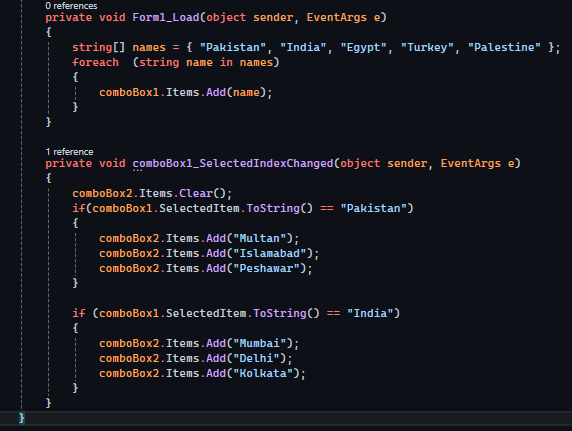 0 references
private void Form1_Load(object sender, EventArgs e)
{
string[] names = { "Pakistan", "India", "Egypt", "Turkey", "Palestine" };
foreach (string name in names)
{
comboBox1.Items.Add(name);
}
}
1 reference
private void comboBox1_SelectedIndexChanged(object sender, EventArgs e)
{
comboBox2.Items.Clear();
if(comboBox1.SelectedItem.ToString() == "Pakistan")
{
comboBox2.Items.Add("Multan");
comboBox2.Items.Add("Islamabad");
comboBox2.Items.Add("Peshawar");
}
if (comboBox1.SelectedItem.ToString() == "India")
{
comboBox2.Items.Add("Mumbai");
comboBox2.Items.Add("Delhi");
comboBox2.Items.Add("Kolkata");
}
}
}